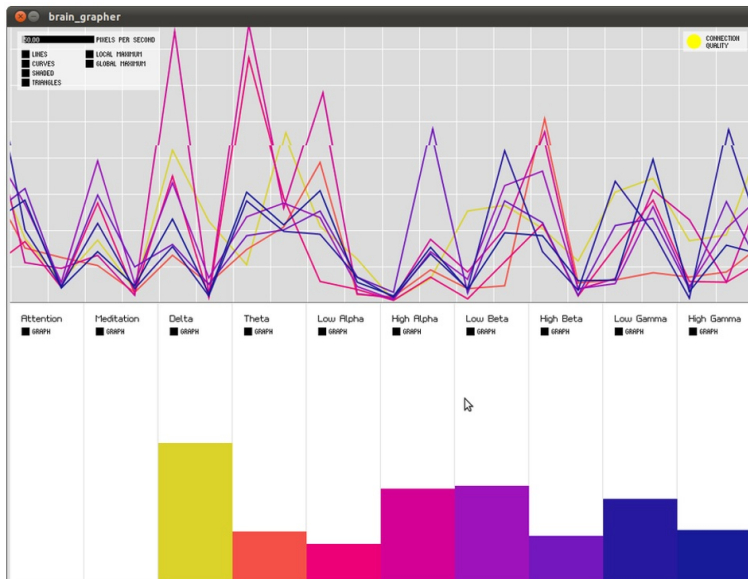 brain_grapher
30.00 PIXELS PER SECOND
LINES
CURVES
SHADED
TRIANGLES
LOCAL MAXIMUM
GLOBAL MAXIMUM
CONNECTION
QUALITY
Attention Meditation Delta Theta Low Alpha High Alpha Low Beta High Beta Low Gamma High Gamma
GRAPH GRAPH GRAPH GRAPH GRAPH GRAPH GRAPH GRAPH GRAPH GRAPH